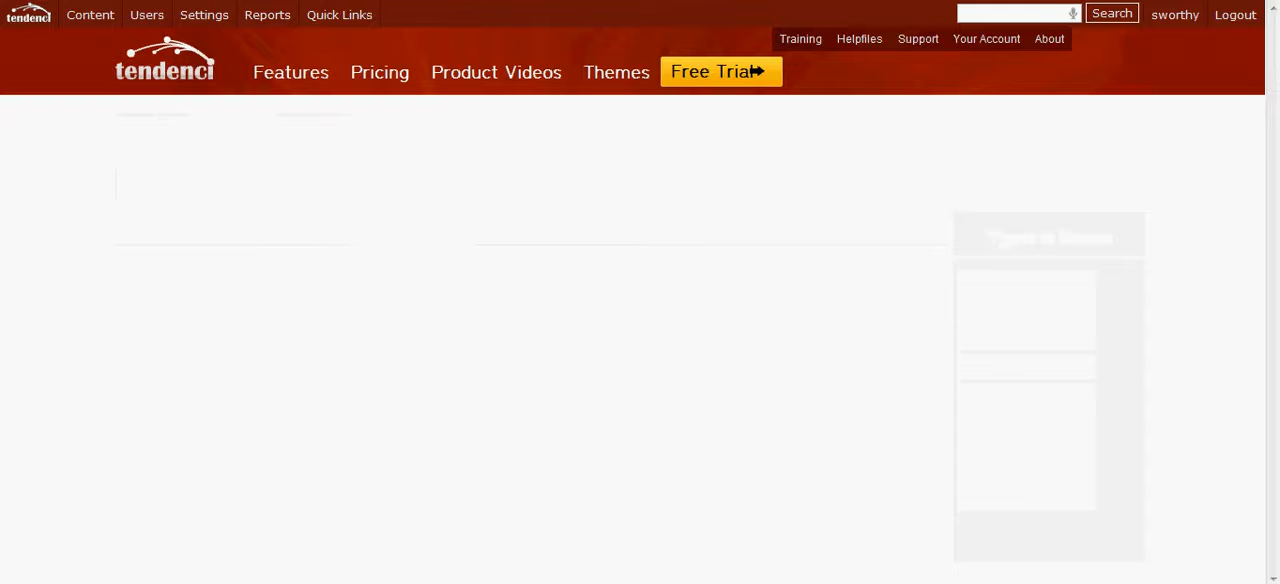 tendenci Content Users Settings Reports Quick Links Search sworthy Logout
Training Helpfiles Support Your Account About
tendenci Features Pricing Product Videos Themes Free Trial